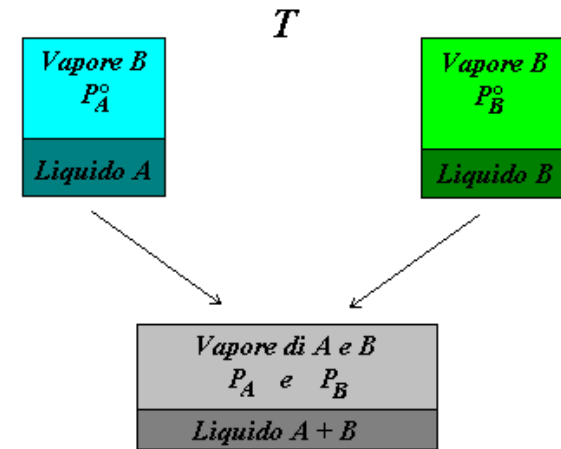 T
Vapore B
P°A
Liquido A
Vapore B
P°B
Liquido B
Vapore di A e B
PA e PB
Liquido A + B